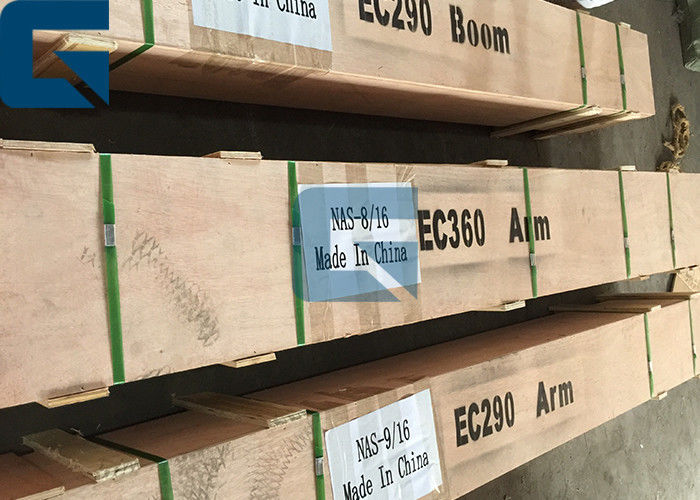 In China
EC290 Boom
NAS-8/16
Made In China
EC360 Arm
NAS-9/16
Made In China
EC290 Arm